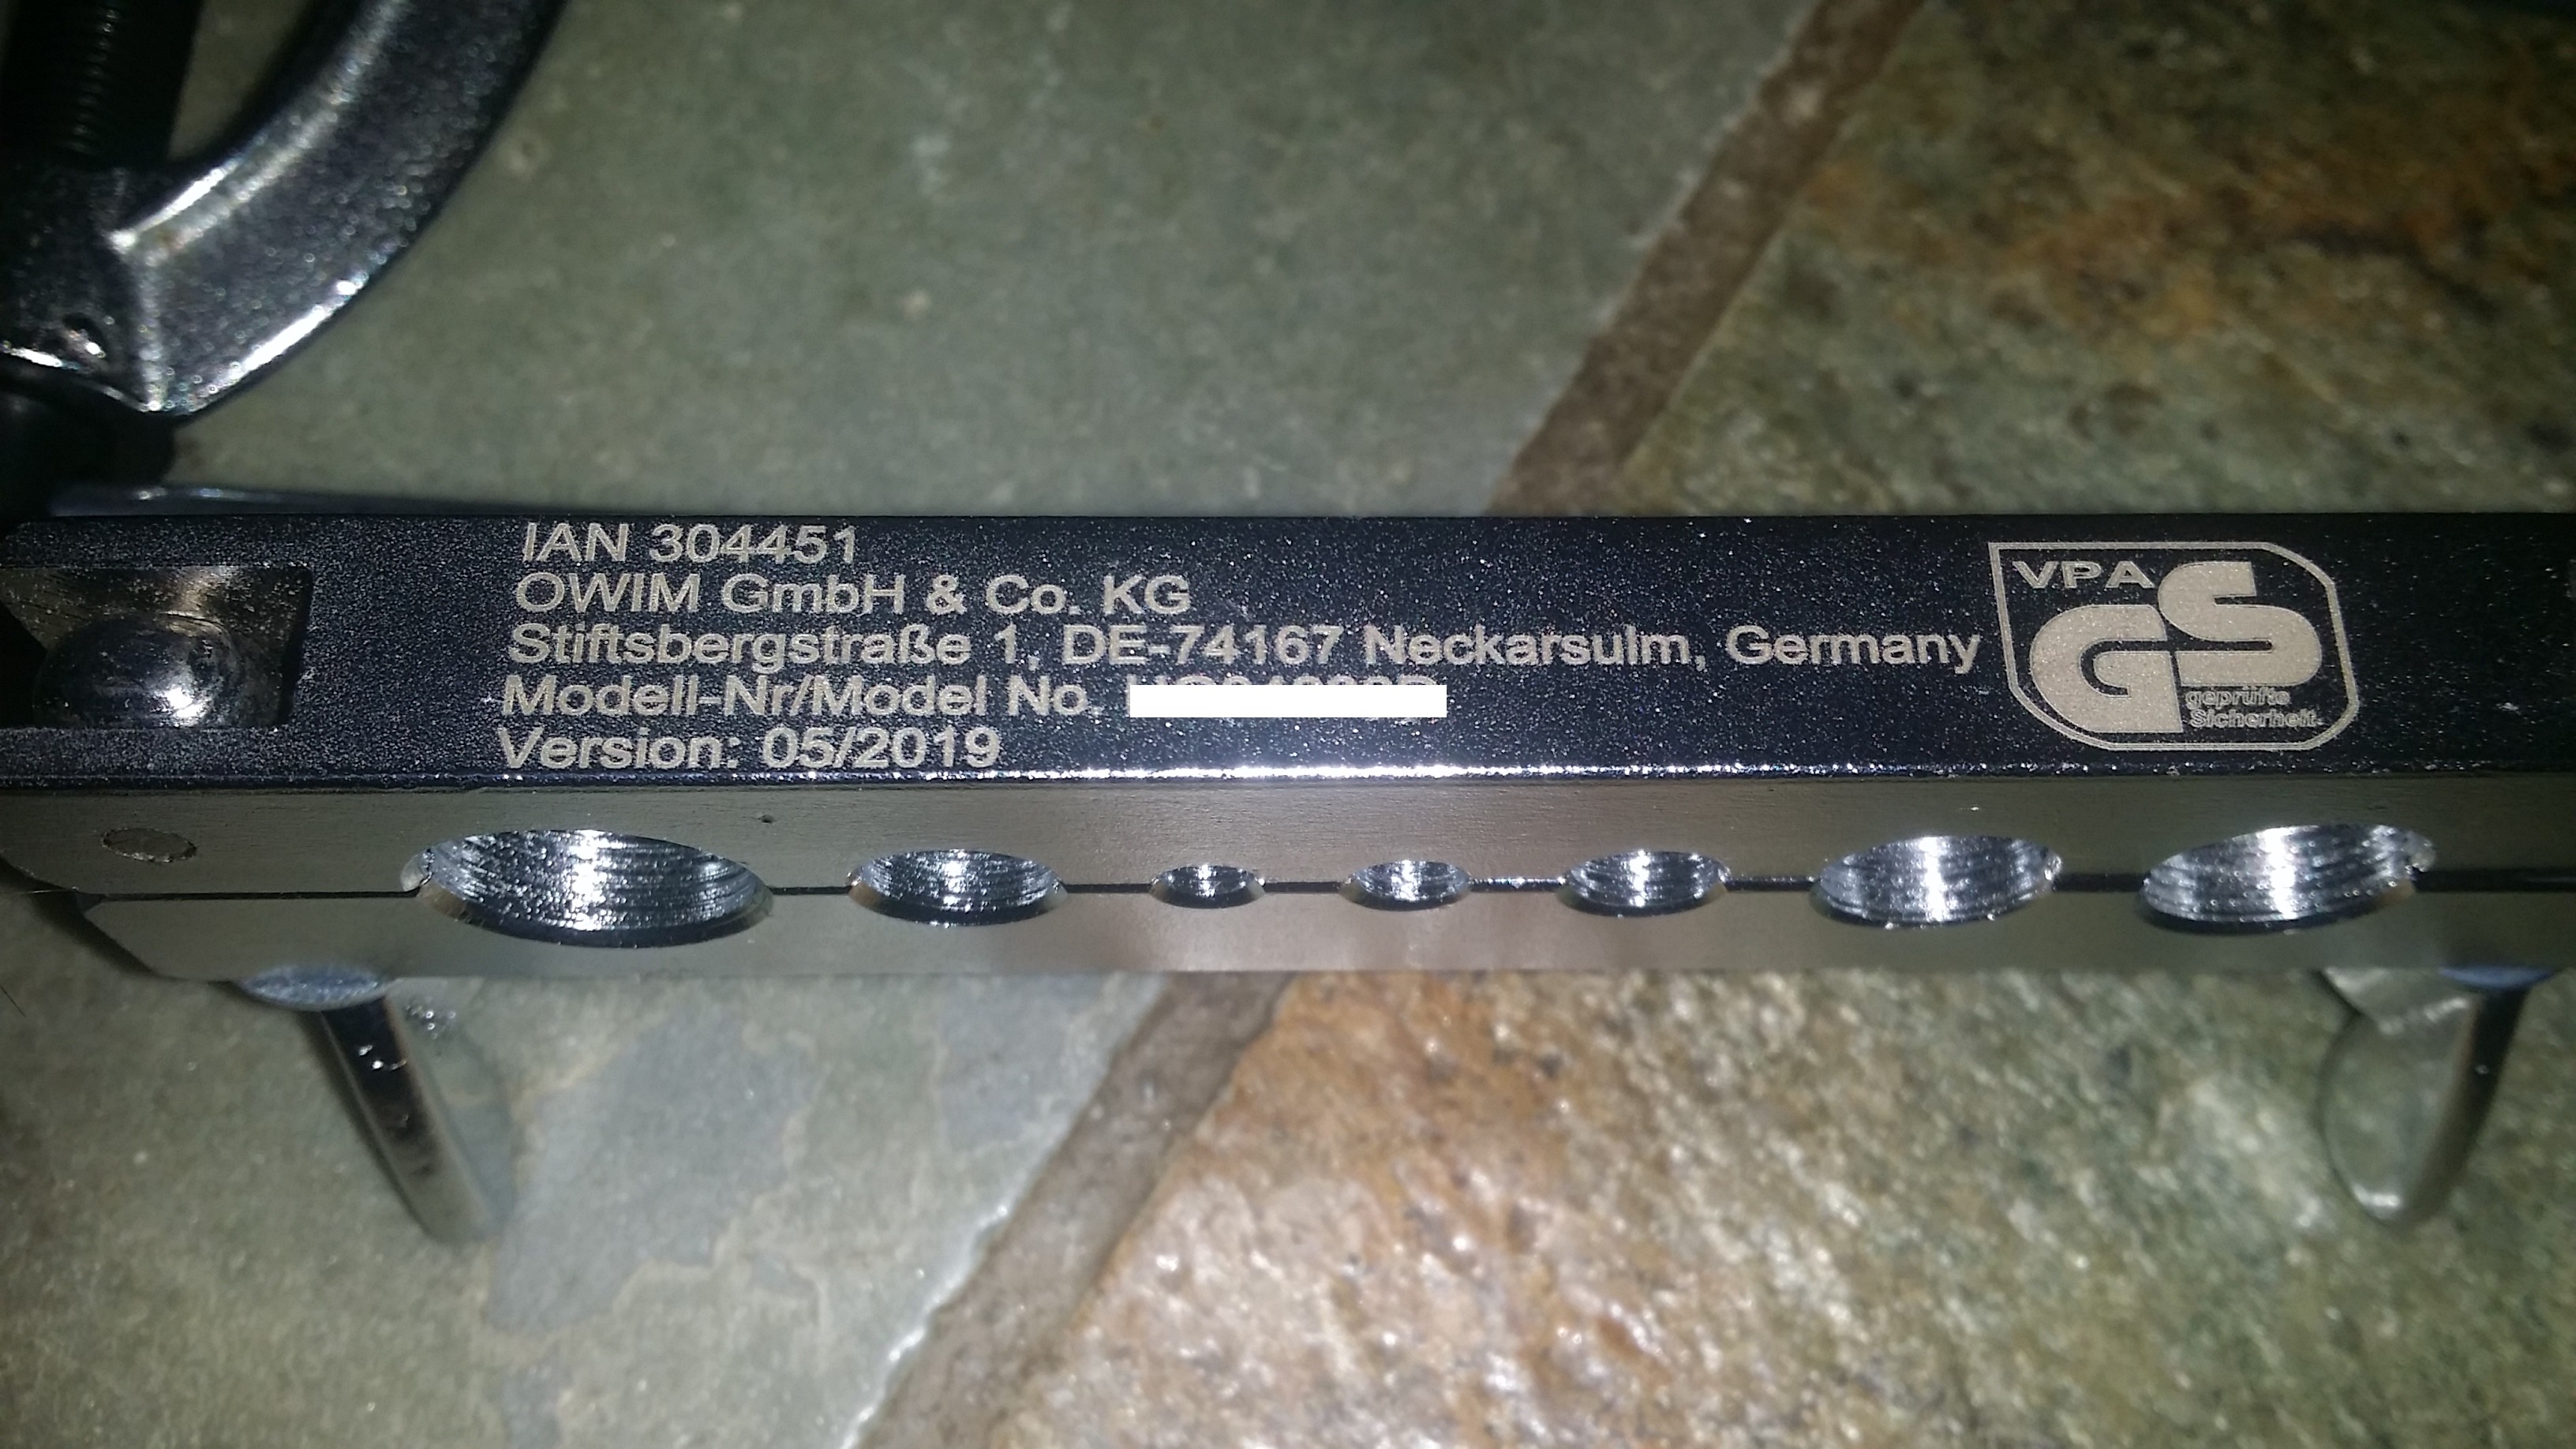 IAN 304451
OWIM GmbH & Co. KG
Stiftsbergstraße 1, DE-74167 Neckarsulm, Germany
Modell-Nr/Model No.
Version: 05/2019
VPA
GS
geprüfte
Sicherheit